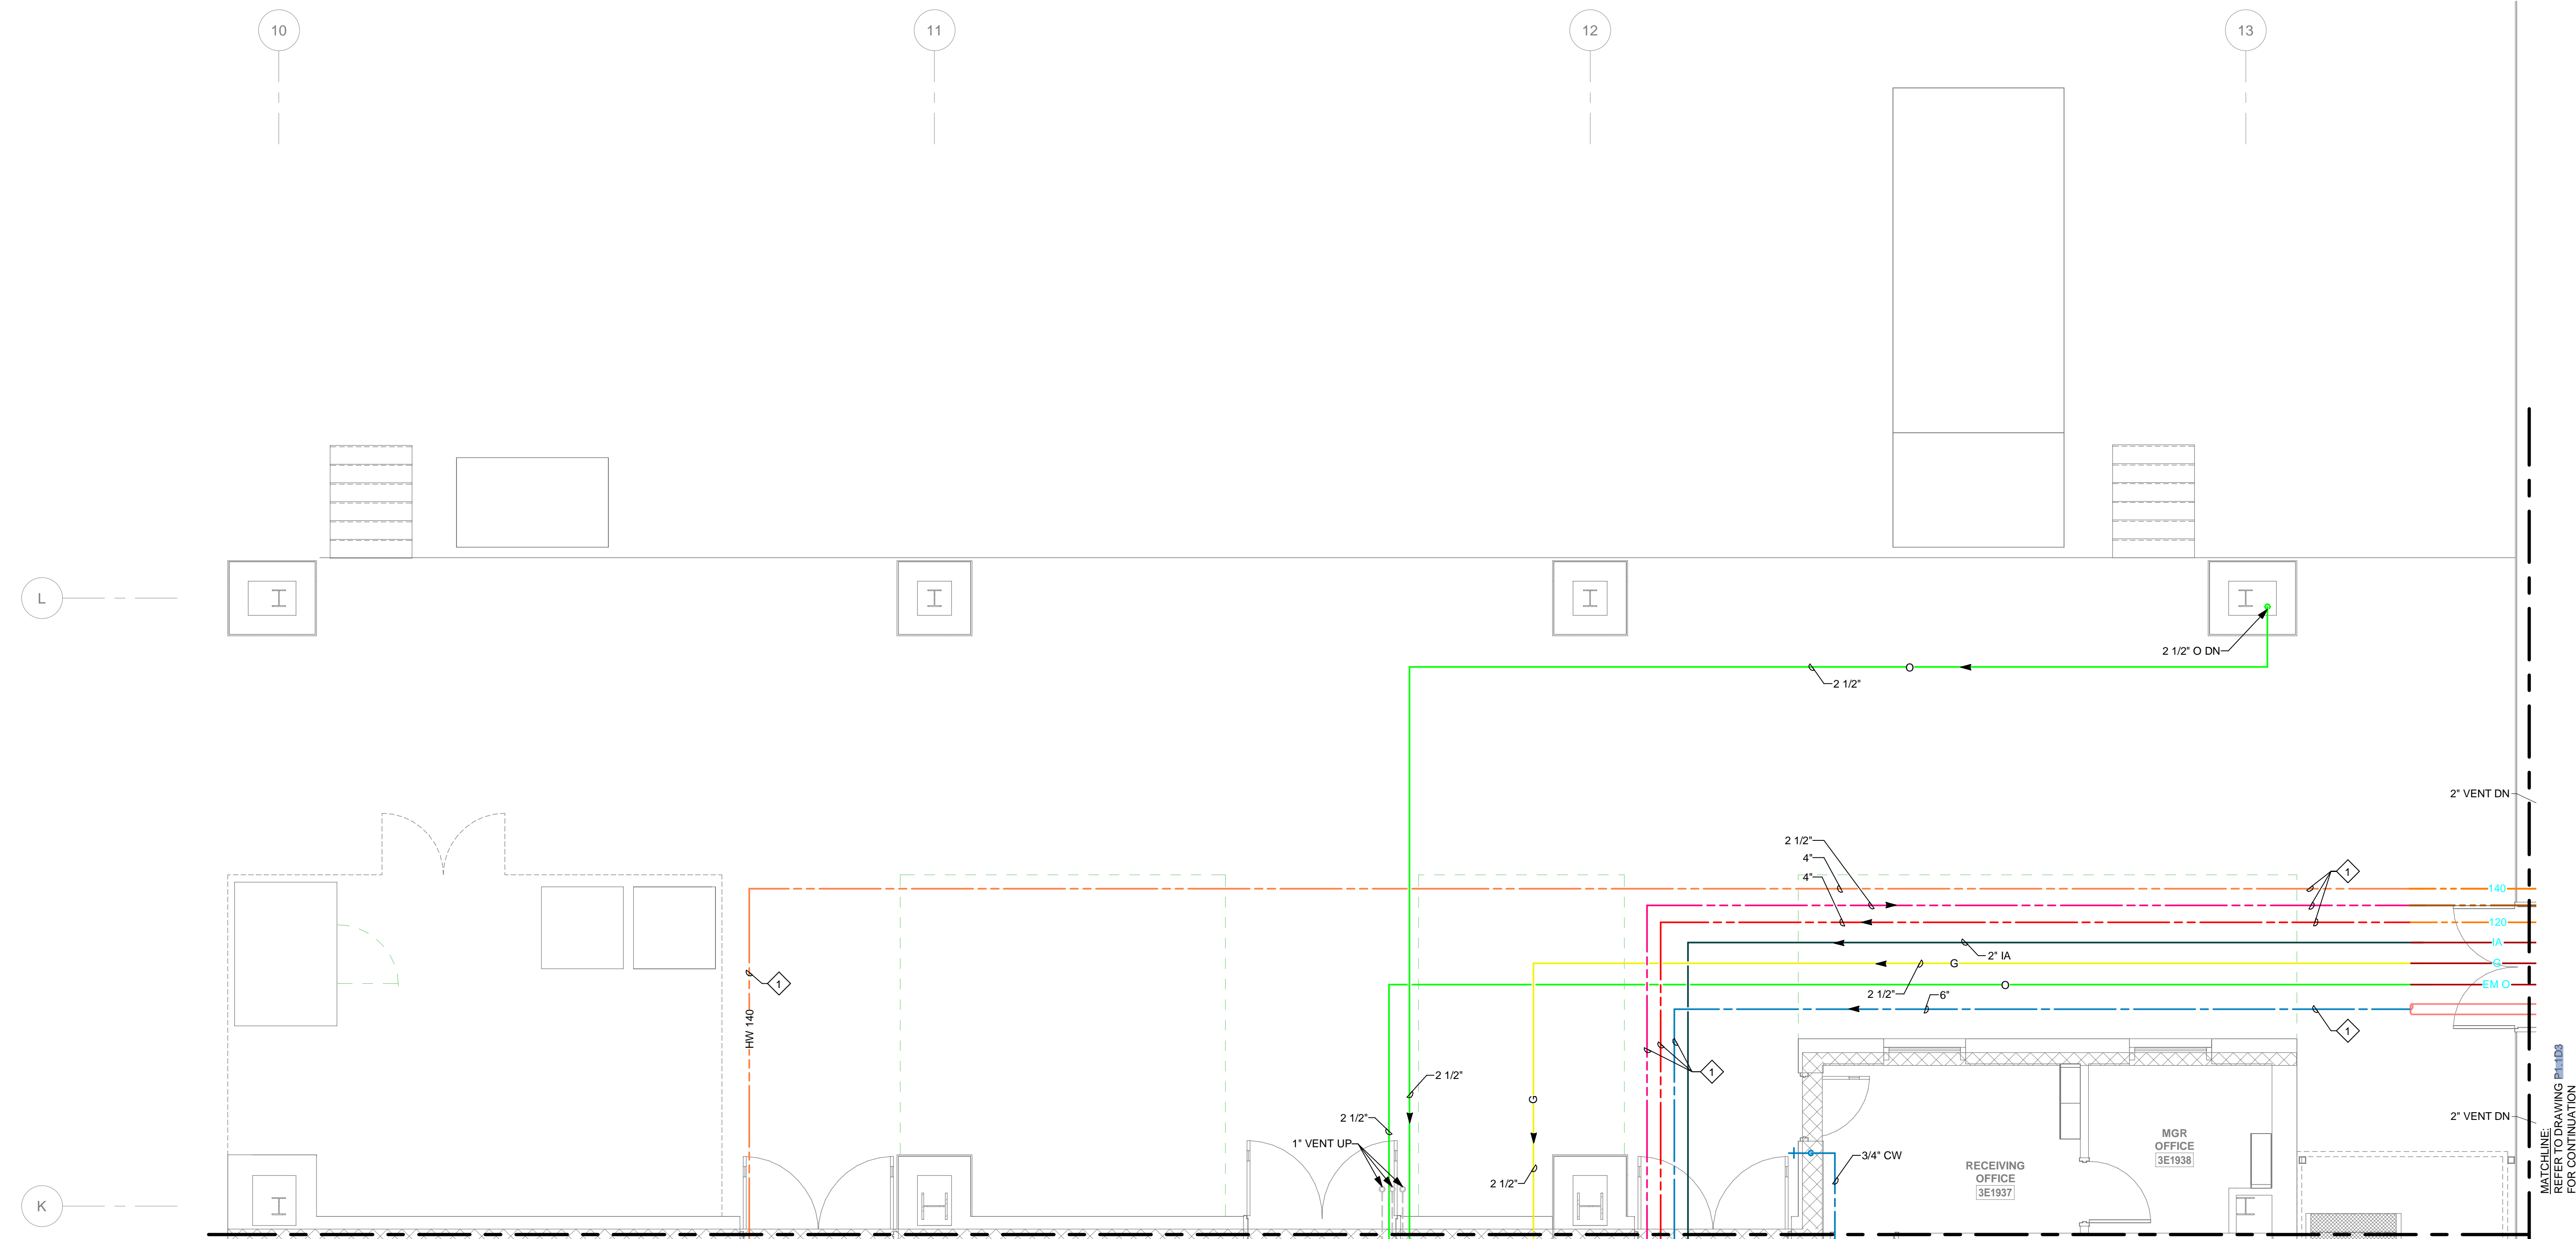 10
11
12
13
L
2 1/2" O DN
O
2 1/2"
2" VENT DN
2 1/2"
4"
4"
1
140
120
IA
2" IA
G
G
2 1/2"
O
EM O
6"
1
1
HW 140
1
2 1/2"
2 1/2"
1" VENT UP
G
2 1/2"
3/4" CW
RECEIVING
OFFICE
3E1937
MGR
OFFICE
3E1938
2" VENT DN
MATCHLINE:
REFER TO DRAWING P1.1D3
FOR CONTINUATION
K